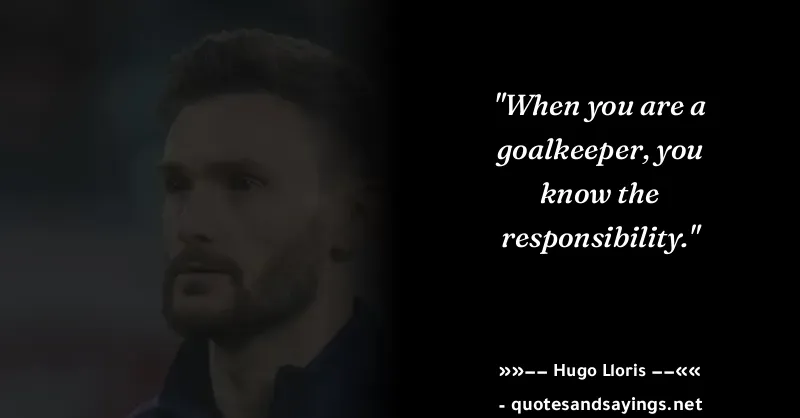 "When you are a
goalkeeper, you
know the
responsibility."
»»–– Hugo Lloris ––««
- quotesandsayings.net